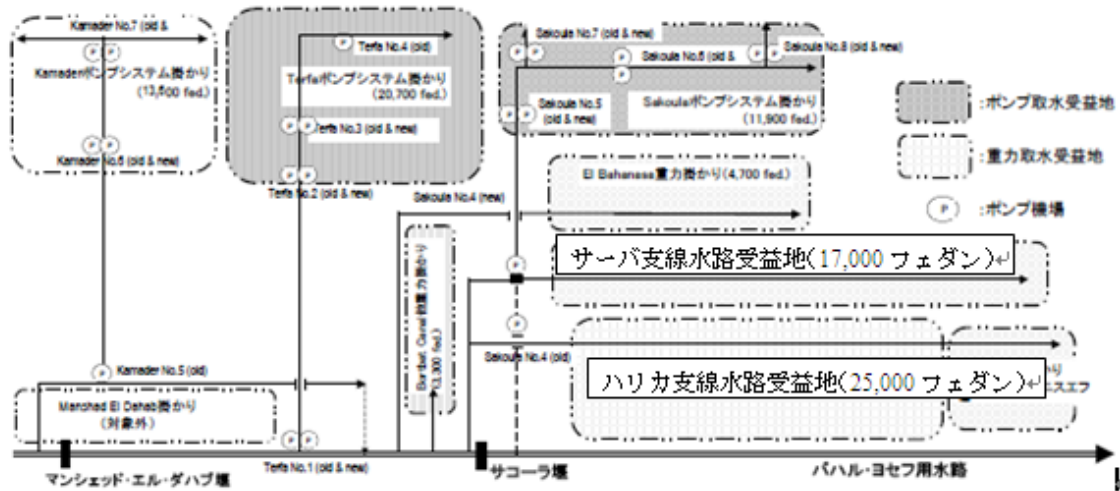 Kamader No.7 (old &
P P
Kamaderポンプシステム掛かり
(13,600 fed.)
P P
Kamader No.6 (old & new)
P
Kamader No.5 (old)
Manchad El Dahab掛かり
(対象外)
マンシェッド・エル・ダハブ堰
P
Terfa No.4 (old)
Terfaポンプシステム掛かり
(20,700 fed.)
P P
Terfa No.3 (old & new)
P P
Terfa No.2 (old & new)
P P
Terfa No.1 (old & new)
P P
Sakoula No.7 (old & new)
P
P
Sakoula No.6 (old &
P P
Sakoula No.8 (old & new)
P P
Sakoula No.5
(old & new)
Sakoulaポンプシステム掛かり
(11,900 fed.)
El Bahanasa重力掛かり(4,700 fed.)
Sakoula No.4 (new)
P
サーバ支線水路受益地(17,000 フェダン)↵
P
Sakoula No.4 (old)
ハリカ支線水路受益地(25,000 フェダン)↵
かり
ニスエフ
サコーラ堰
バハル・ヨセフ用水路
:ポンプ取水受益地
:重力取水受益地
P :ポンプ機場